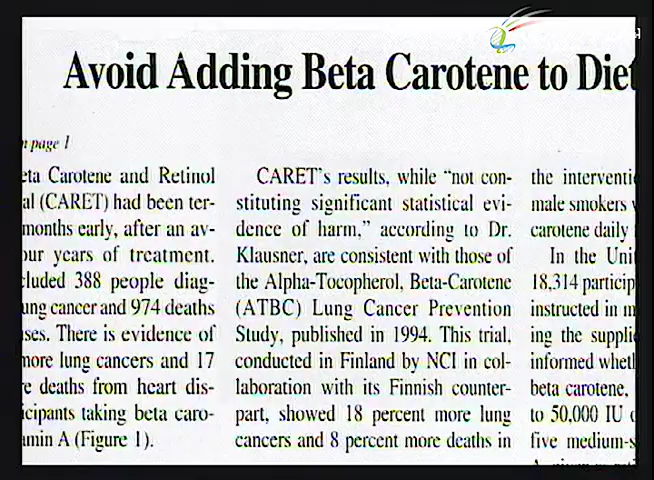 Avoid Adding Beta Carotene to Diet
page 1
eta Carotene and Retinol
al (CARET) had been ter-
months early, after an av-
our years of treatment.
cluded 388 people diag-
ung cancer and 974 deaths
ses. There is evidence of
more lung cancers and 17
e deaths from heart dis-
icipants taking beta caro-
amin A (Figure 1).
CARET's results, while "not con-
stituting significant statistical evi-
dence of harm," according to Dr.
Klausner, are consistent with those of
the Alpha-Tocopherol, Beta-Carotene
(ATBC) Lung Cancer Prevention
Study, published in 1994. This trial,
conducted in Finland by NCI in col-
laboration with its Finnish counter-
part, showed 18 percent more lung
cancers and 8 percent more deaths in
the interventi
male smokers
carotene daily
In the Uni
18,314 particip
instructed in m
ing the suppl
informed whet
beta carotene,
to 50,000 IU
five medium-s